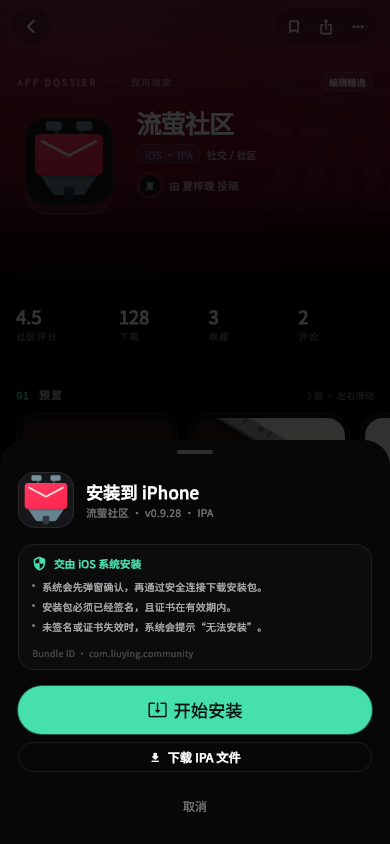 APP DOSSIER
应用档案
编辑精选
流萤社区
iOS · IPA
社交 / 社区
夏
由 夏梓璇 投稿
4.5
128
3
2
社区评分
下载
收藏
评论
01 预览
3 张 · 左右滑动
安装到 iPhone
流萤社区 · v0.9.28 · IPA
交由 iOS 系统安装
• 系统会先弹窗确认，再通过安全连接下载安装包。
• 安装包必须已经签名，且证书在有效期内。
• 未签名或证书失效时，系统会提示“无法安装”。
Bundle ID · com.liuying.community
开始安装
下载 IPA 文件
取消